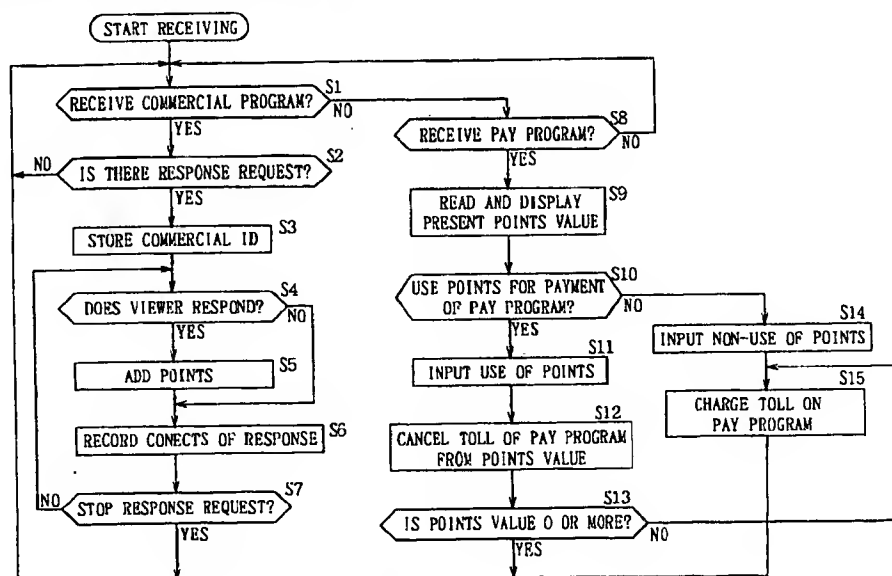 START RECEIVING
S1
RECEIVE COMMERCIAL PROGRAM?
NO
YES
S2
NO
IS THERE RESPONSE REQUEST?
YES
S3
STORE COMMERCIAL ID
S4
DOES VIEWER RESPOND?
NO
YES
S5
ADD POINTS
S6
RECORD CONECTS OF RESPONSE
S7
NO
STOP RESPONSE REQUEST?
YES
S8
RECEIVE PAY PROGRAM?
NO
YES
S9
READ AND DISPLAY
PRESENT POINTS VALUE
S10
USE POINTS FOR PAYMENT
OF PAY PROGRAM?
NO
YES
S11
INPUT USE OF POINTS
S12
CANCEL TOLL OF PAY PROGRAM
FROM POINTS VALUE
S13
IS POINTS VALUE 0 OR MORE?
NO
YES
S14
INPUT NON-USE OF POINTS
S15
CHARGE TOLL ON
PAY PROGRAM